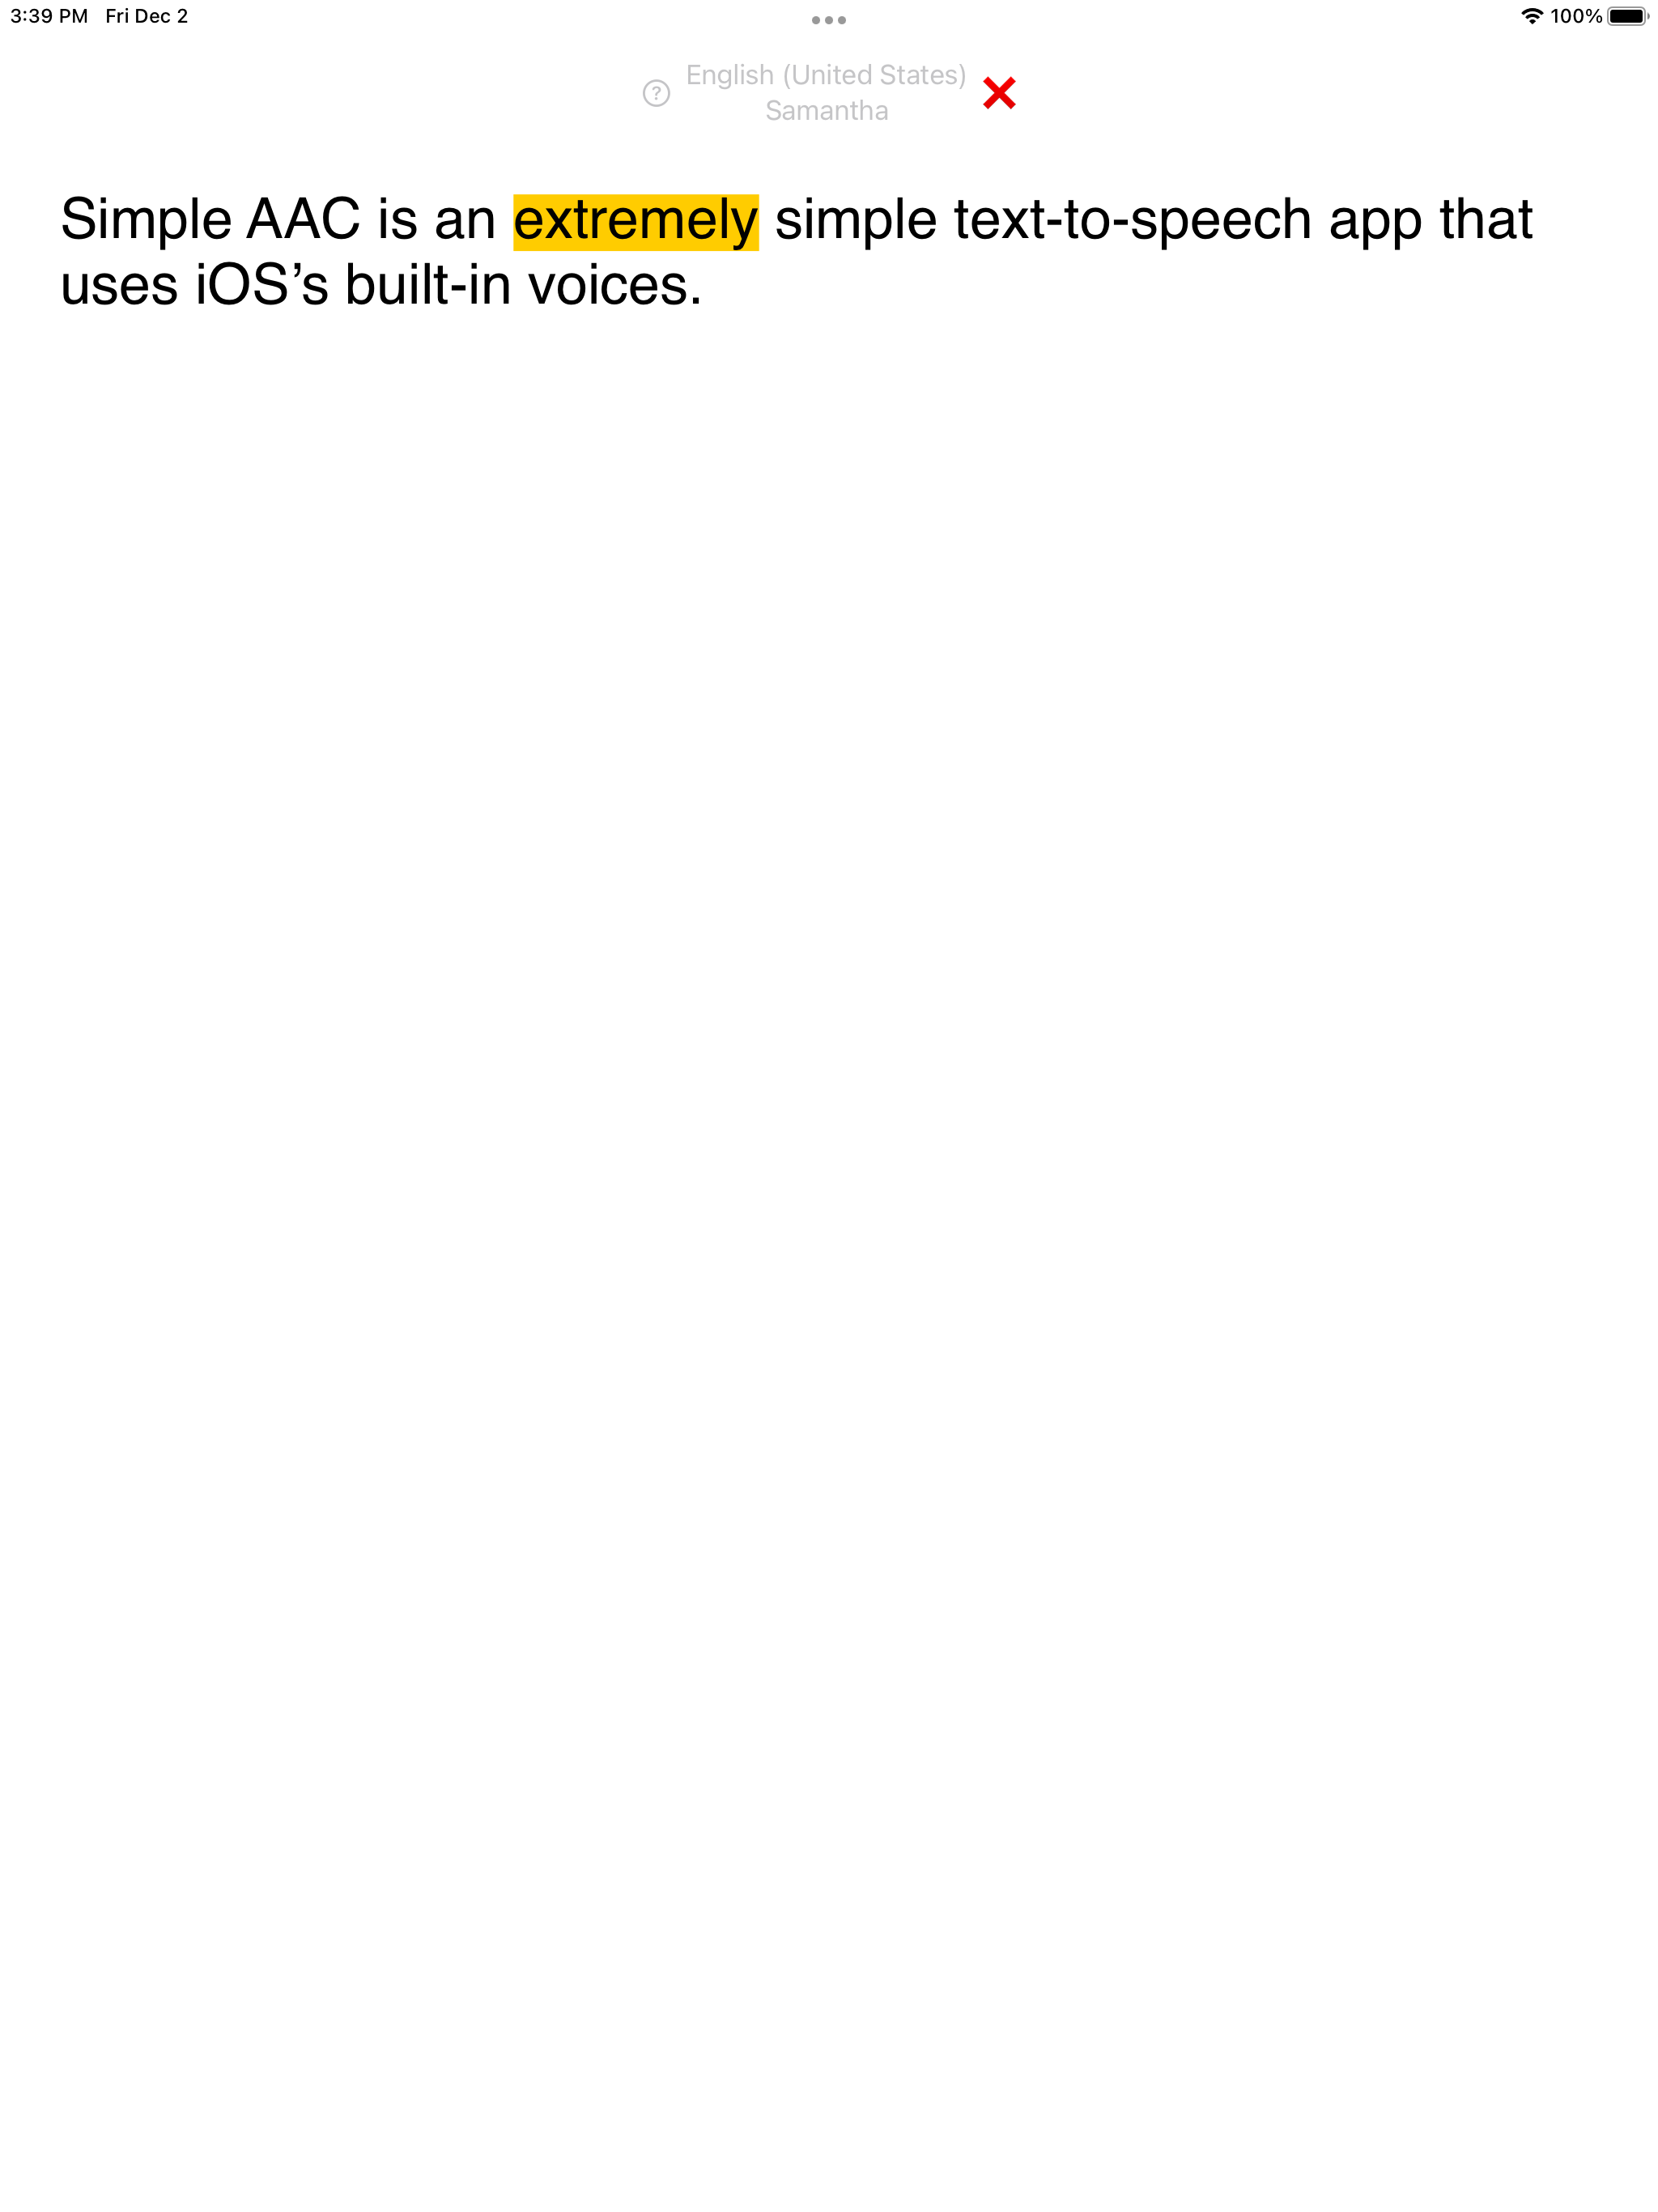 3:39 PM Fri Dec 2
100%
English (United States)
Samantha
?
Simple AAC is an extremely simple text-to-speech app that
uses iOS’s built-in voices.